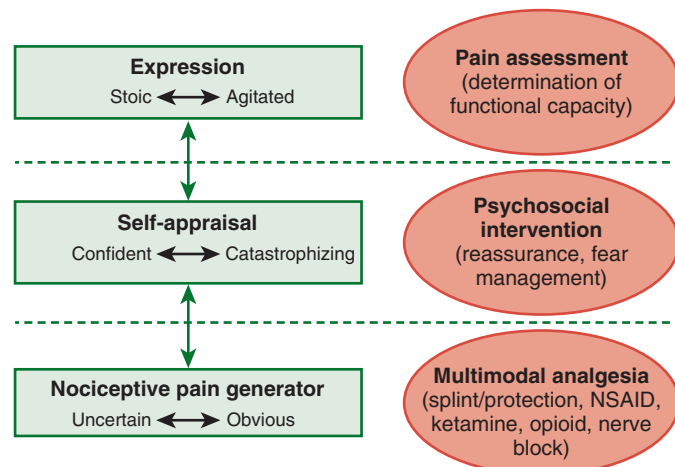 Expression
Stoic Agitated
Pain assessment
(determination of
functional capacity)
Self-appraisal
Confident Catastrophizing
Psychosocial
intervention
(reassurance, fear
management)
Nociceptive pain generator
Uncertain Obvious
Multimodal analgesia
(splint/protection, NSAID,
ketamine, opioid, nerve
block)